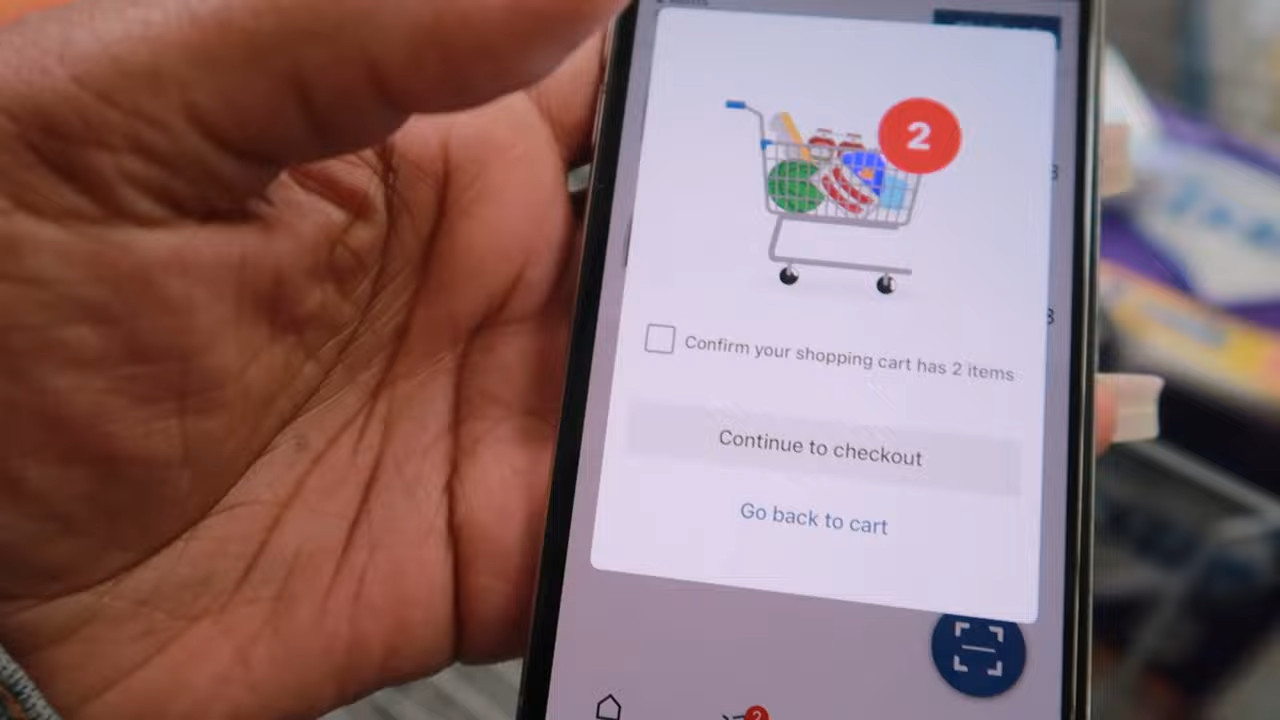 2
Confirm your shopping cart has 2 items
Continue to checkout
Go back to cart
2